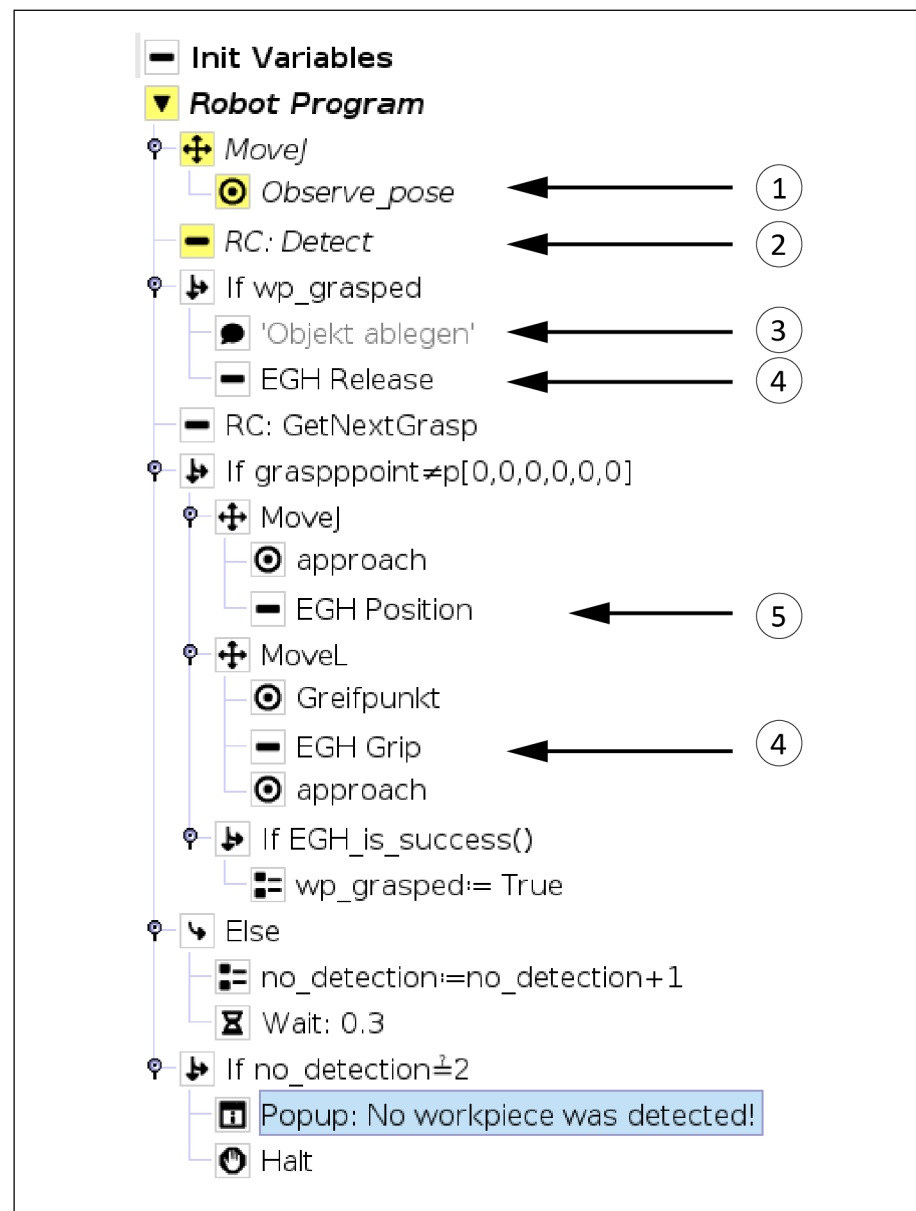 Init Variables
Robot Program
MoveJ
Observe_pose
1
RC: Detect
2
If wp_grasped
'Objekt ablegen'
3
EGH Release
4
RC: GetNextGrasp
If graspppoint≠p[0,0,0,0,0,0]
MoveJ
approach
EGH Position
5
MoveL
Greifpunkt
EGH Grip
4
approach
If EGH_is_success()
wp_grasped≔ True
Else
no_detection≔no_detection+1
Wait: 0.3
If no_detection≟2
Popup: No workpiece was detected!
Halt